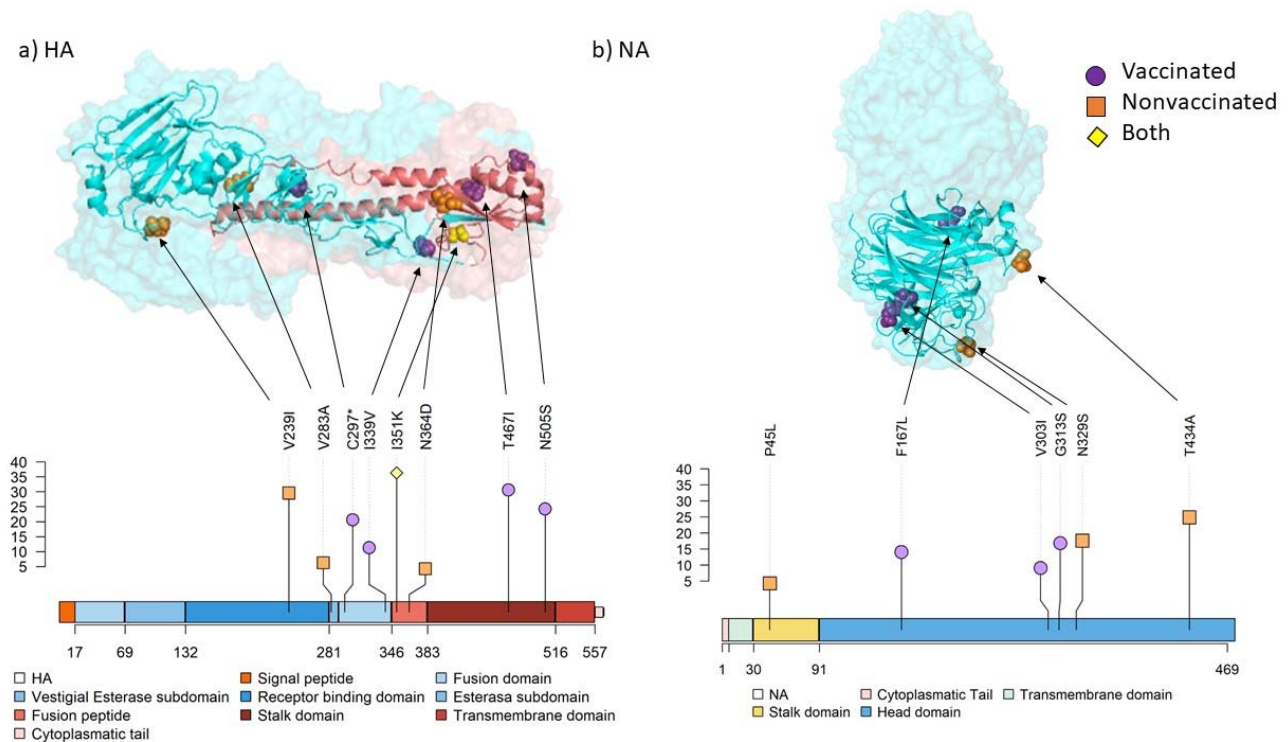 a) HA
b) NA
Vaccinated
Nonvaccinated
Both
V239I
V283A
C297*
I339V
I351K
N364D
T467I
N505S
40
35
30
25
20
15
10
5
17 69 132 281 346 383 516 557
HA Signal peptide Fusion domain
Vestigial Esterase subdomain Receptor binding domain Esterasa subdomain
Fusion peptide Stalk domain Transmembrane domain
Cytoplasmatic tail
P45L
F167L
V303I
G313S
N329S
T434A
40
35
30
25
20
15
10
5
1 30 91 469
NA Cytoplasmatic Tail Transmembrane domain
Stalk domain Head domain